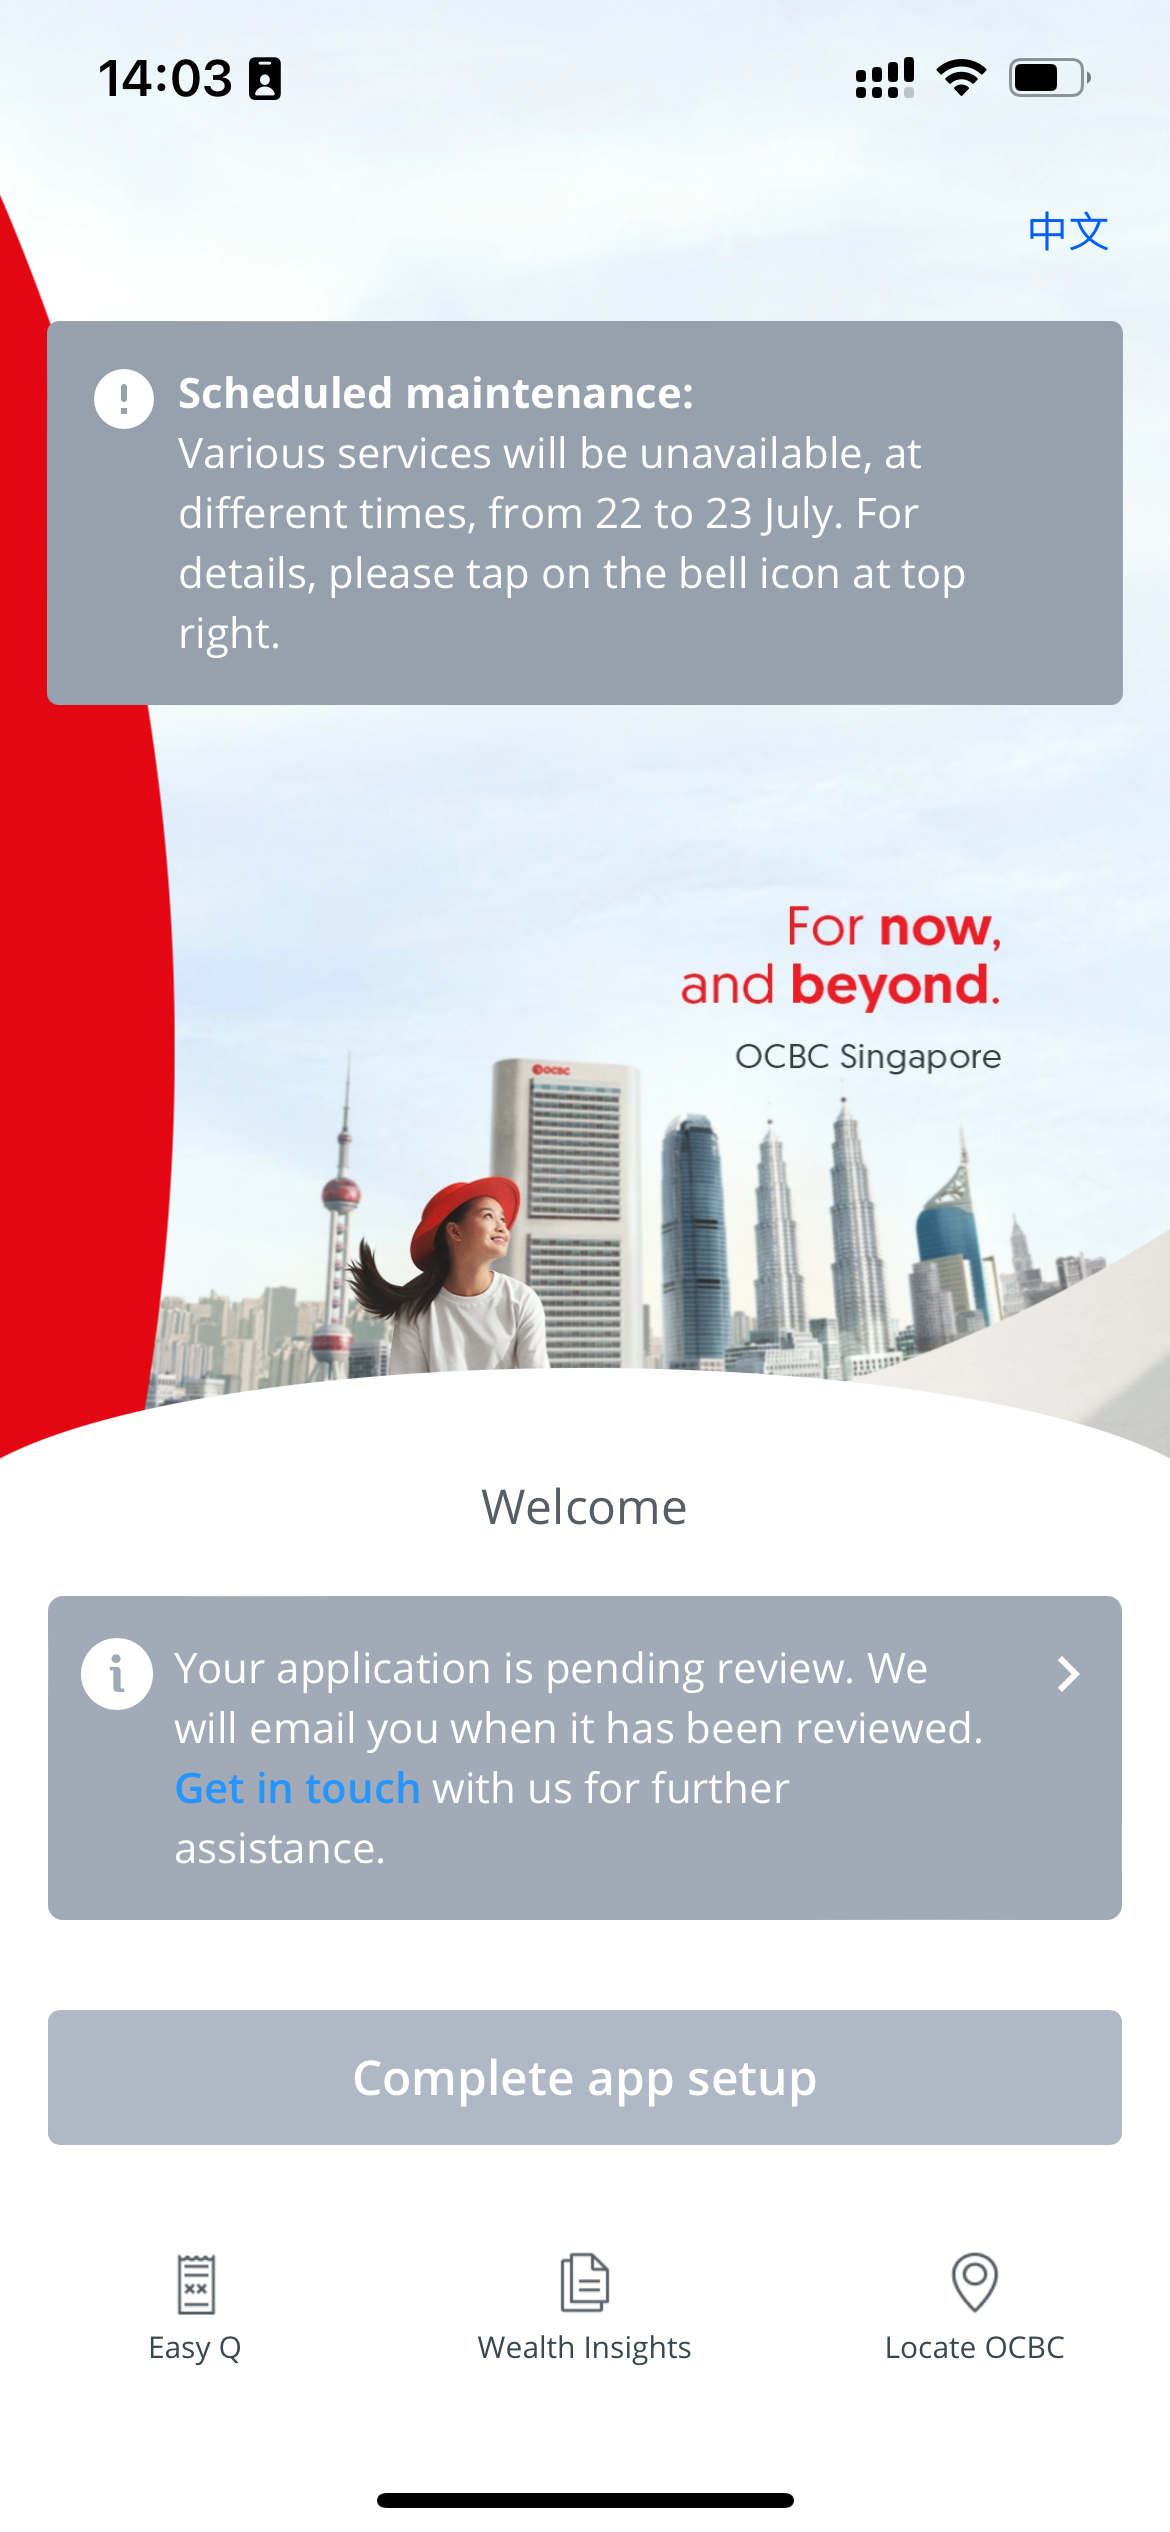 14:03
中文
Scheduled maintenance:
Various services will be unavailable, at
different times, from 22 to 23 July. For
details, please tap on the bell icon at top
right.
For now,
and beyond.
OCBC Singapore
OCBC
Welcome
Your application is pending review. We
will email you when it has been reviewed.
Get in touch with us for further
assistance.
Complete app setup
Easy Q
Wealth Insights
Locate OCBC